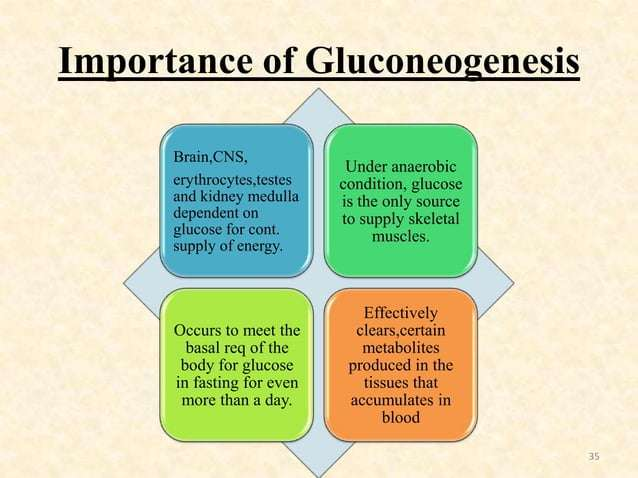 Importance of Gluconeogenesis
Brain,CNS,
erythrocytes,testes
and kidney medulla
dependent on
glucose for cont.
supply of energy.
Under anaerobic
condition, glucose
is the only source
to supply skeletal
muscles.
Occurs to meet the
basal req of the
body for glucose
in fasting for even
more than a day.
Effectively
clears,certain
metabolites
produced in the
tissues that
accumulates in
blood
35